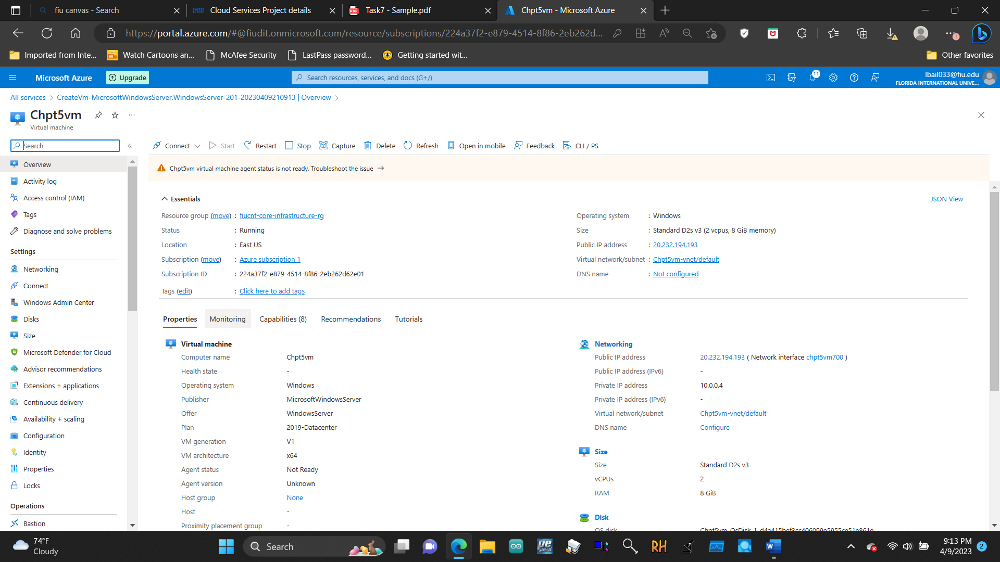 fiu canvas - Search
Cloud Services Project details
Task7 - Sample.pdf
Chpt5vm - Microsoft Azure
https://portal.azure.com/#@fiudit.onmicrosoft.com/resource/subscriptions/224a37f2-e879-4514-8f86-2eb262d...
Imported from Inte...
Watch Cartoons an...
McAfee Security
LastPass password...
Getting started wit...
Other favorites
Microsoft Azure
Upgrade
Search resources, services, and docs (G+/)
11
lbail033@fiu.edu
FLORIDA INTERNATIONAL UNIVE...
All services > CreateVm-MicrosoftWindowsServer.WindowsServer-201-20230409210913 | Overview >
Chpt5vm
Virtual machine
Search
Connect
Start
Restart
Stop
Capture
Delete
Refresh
Open in mobile
Feedback
CLI / PS
Chpt5vm virtual machine agent status is not ready. Troubleshoot the issue →
Overview
Activity log
Access control (IAM)
Tags
Diagnose and solve problems
Settings
Networking
Connect
Windows Admin Center
Disks
Size
Microsoft Defender for Cloud
Advisor recommendations
Extensions + applications
Continuous delivery
Availability + scaling
Configuration
Identity
Properties
Locks
Operations
Bastion
Essentials
JSON View
Resource group (move) : fiucnt-core-infrastructure-rg
Status : Running
Location : East US
Subscription (move) : Azure subscription 1
Subscription ID : 224a37f2-e879-4514-8f86-2eb262d62e01
Tags (edit) : Click here to add tags
Operating system : Windows
Size : Standard D2s v3 (2 vcpus, 8 GiB memory)
Public IP address : 20.232.194.193
Virtual network/subnet : Chpt5vm-vnet/default
DNS name : Not configured
Properties
Monitoring
Capabilities (8)
Recommendations
Tutorials
Virtual machine
Computer name Chpt5vm
Health state -
Operating system Windows
Publisher MicrosoftWindowsServer
Offer WindowsServer
Plan 2019-Datacenter
VM generation V1
VM architecture x64
Agent status Not Ready
Agent version Unknown
Host group None
Host -
Proximity placement group -
Networking
Public IP address 20.232.194.193 ( Network interface chpt5vm700 )
Public IP address (IPv6) -
Private IP address 10.0.0.4
Private IP address (IPv6) -
Virtual network/subnet Chpt5vm-vnet/default
DNS name Configure
Size
Size Standard D2s v3
vCPUs 2
RAM 8 GiB
Disk
OS disk
74°F
Cloudy
Search
RH
9:13 PM
4/9/2023
2